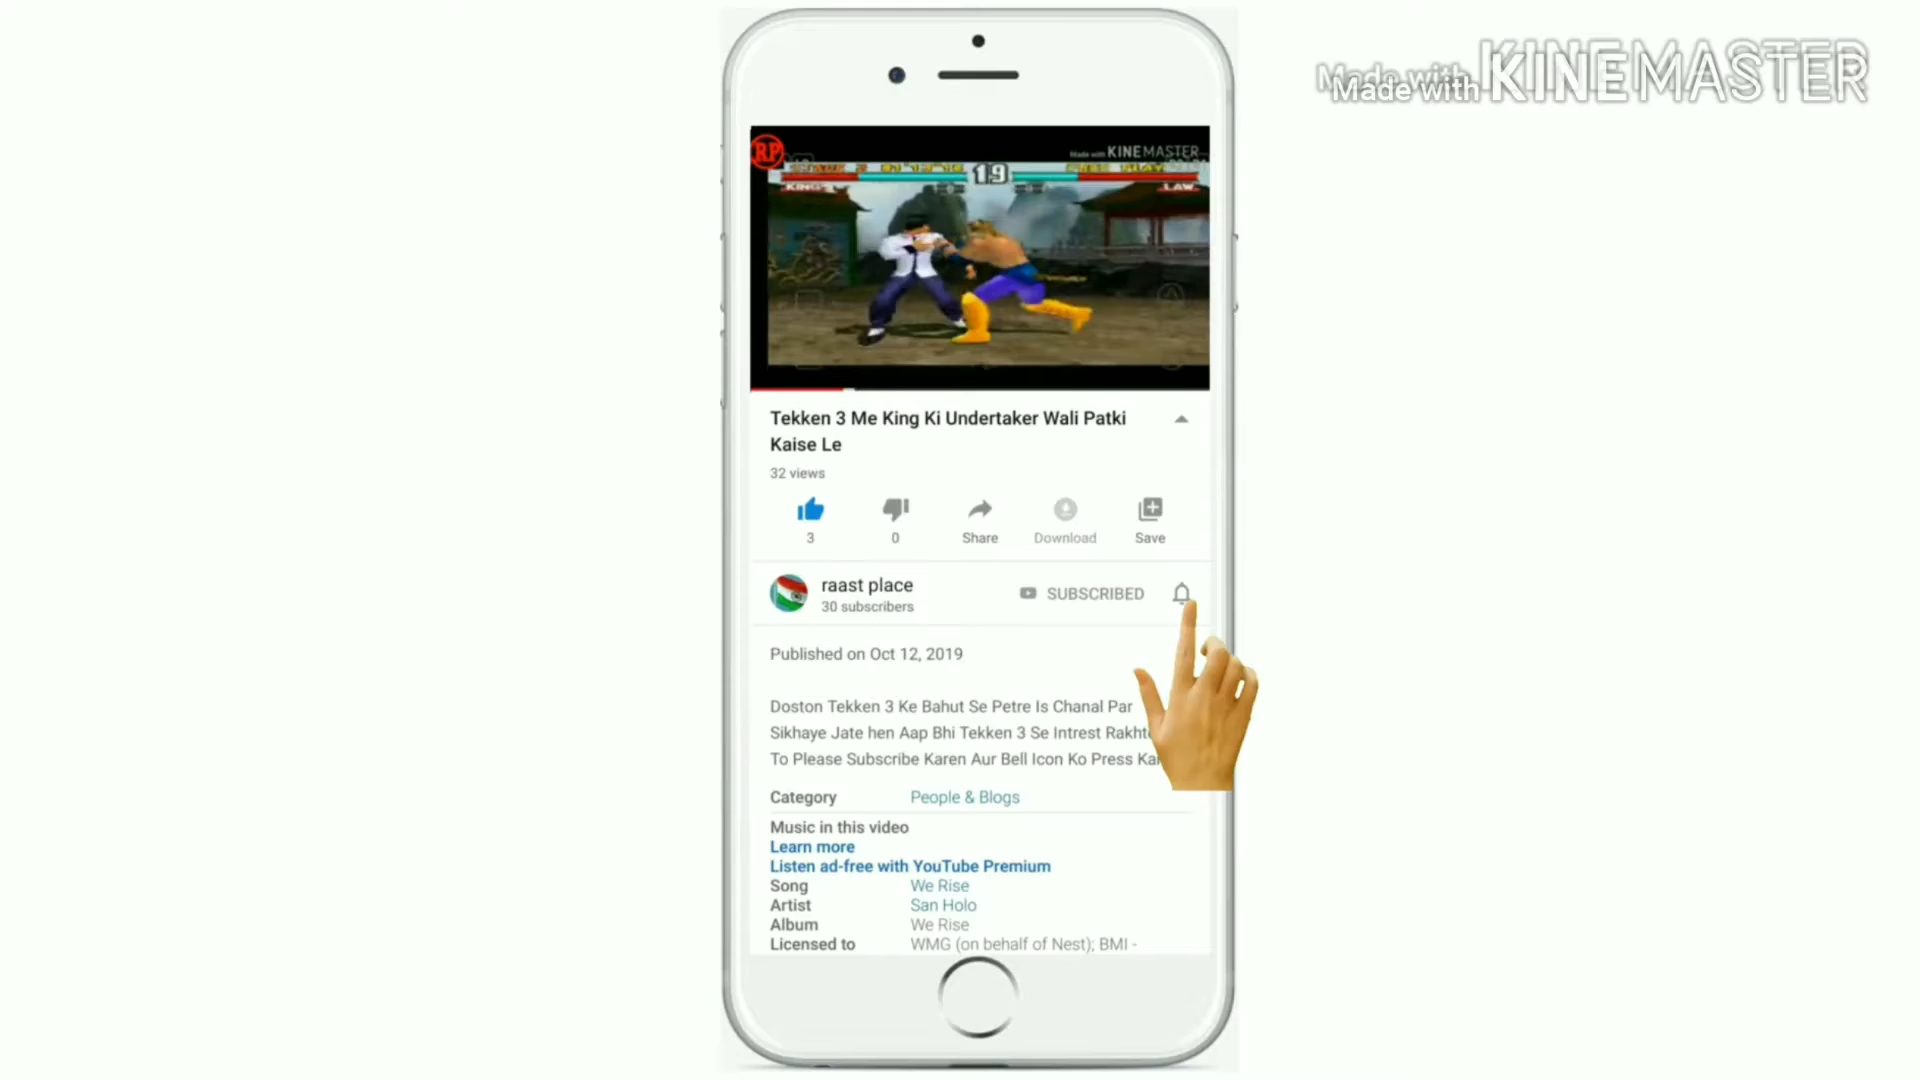 Made with KINEMASTER
Made with KINEMASTER
RP
Made with KINEMASTER
19
KING
LAW
Tekken 3 Me King Ki Undertaker Wali Patki
Kaise Le
32 views
3
0
Share
Download
Save
raast place
30 subscribers
SUBSCRIBED
Published on Oct 12, 2019
Doston Tekken 3 Ke Bahut Se Petre Is Chanal Par
Sikhaye Jate hen Aap Bhi Tekken 3 Se Intrest
To Please Subscribe Karen Aur Bell Icon Ko Press
Category People & Blogs
Music in this video
Learn more
Listen ad-free with YouTube Premium
Song We Rise
Artist San Holo
Album We Rise
Licensed to WMG (on behalf of Nest); BMI -